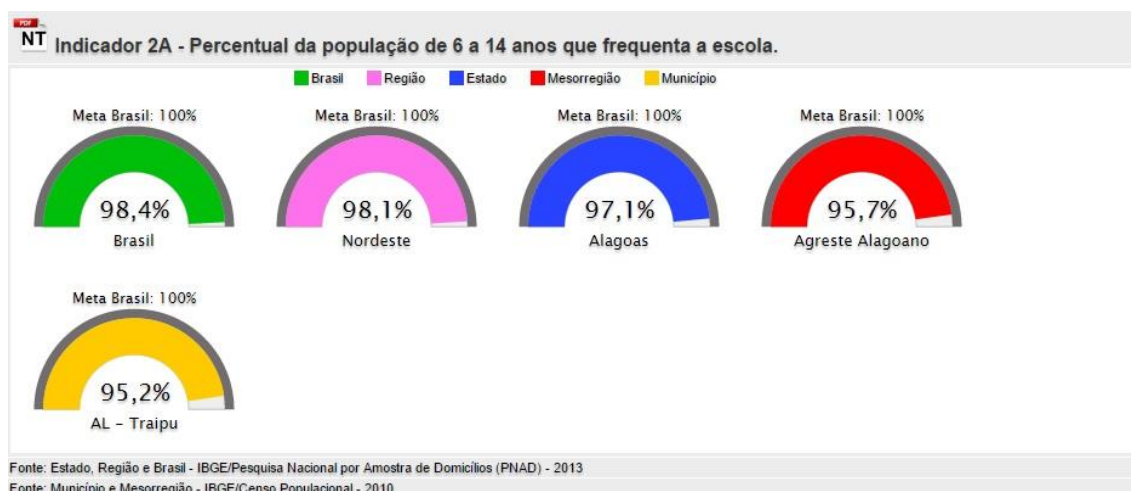 PDF
NT Indicador 2A - Percentual da população de 6 a 14 anos que frequenta a escola.
Brasil Região Estado Mesorregião Município
Meta Brasil: 100% Meta Brasil: 100% Meta Brasil: 100% Meta Brasil: 100%
98,4% 98,1% 97,1% 95,7%
Brasil Nordeste Alagoas Agreste Alagoano
Meta Brasil: 100%
95,2%
AL - Traipu
Fonte: Estado, Região e Brasil - IBGE/Pesquisa Nacional por Amostra de Domicílios (PNAD) - 2013
Fonte: Município e Mesorregião - IBGE/Censo Populacional - 2010